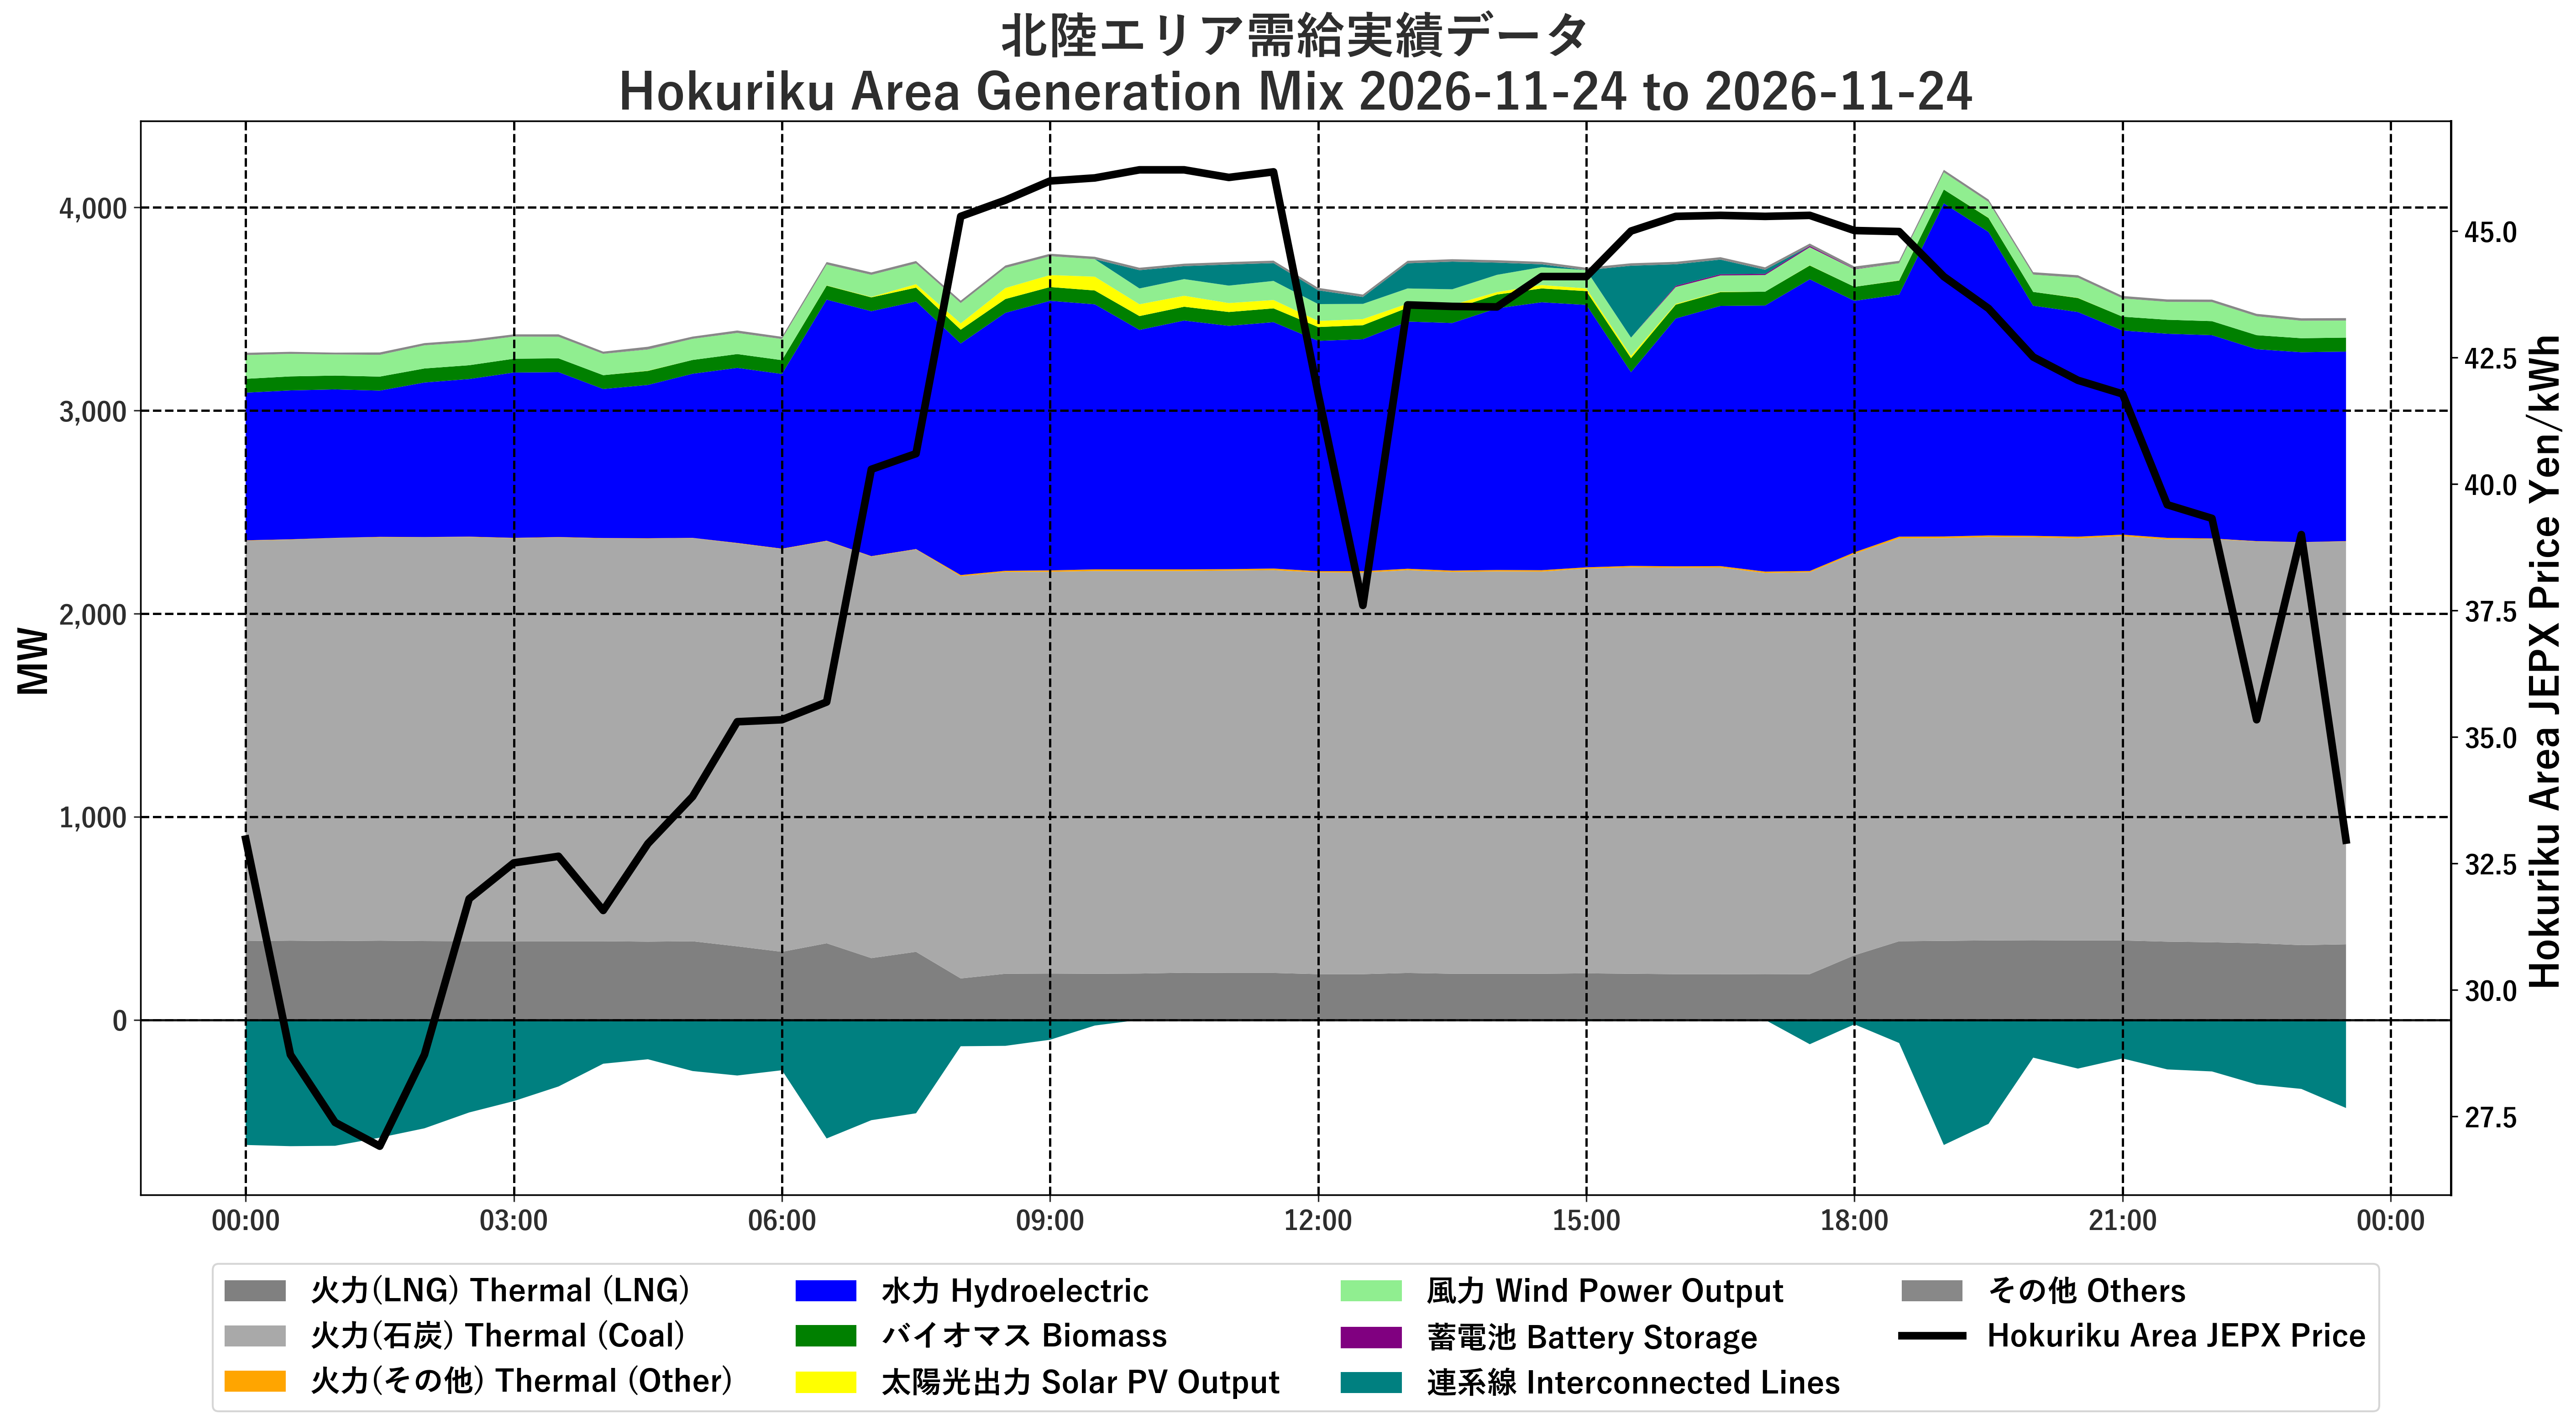 北陸エリア需給実績データ
Hokuriku Area Generation Mix 2026-11-24 to 2026-11-24
MW
4,000
3,000
2,000
1,000
0
45.0
42.5
40.0
37.5
35.0
32.5
30.0
27.5
Hokuriku Area JEPX Price Yen/kWh
00:00 03:00 06:00 09:00 12:00 15:00 18:00 21:00 00:00
火力(LNG) Thermal (LNG)
火力(石炭) Thermal (Coal)
火力(その他) Thermal (Other)
水力 Hydroelectric
バイオマス Biomass
太陽光出力 Solar PV Output
風力 Wind Power Output
蓄電池 Battery Storage
連系線 Interconnected Lines
その他 Others
Hokuriku Area JEPX Price